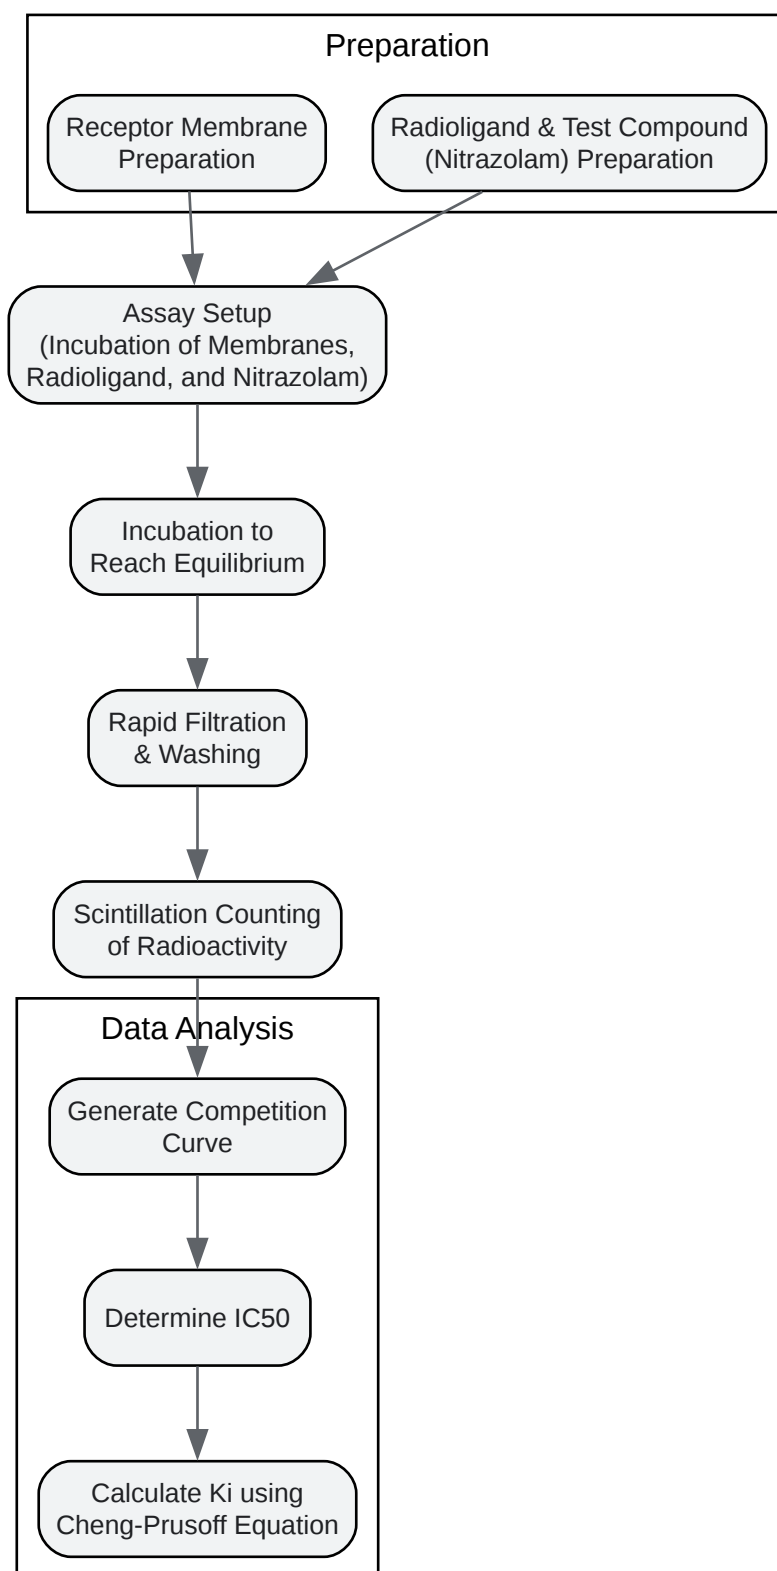 Preparation
Receptor Membrane
Preparation
Radioligand & Test Compound
(Nitrazolam) Preparation
Assay Setup
(Incubation of Membranes,
Radioligand, and Nitrazolam)
Incubation to
Reach Equilibrium
Rapid Filtration
& Washing
Scintillation Counting
of Radioactivity
Data Analysis
Generate Competition
Curve
Determine IC50
Calculate Ki using
Cheng-Prusoff Equation